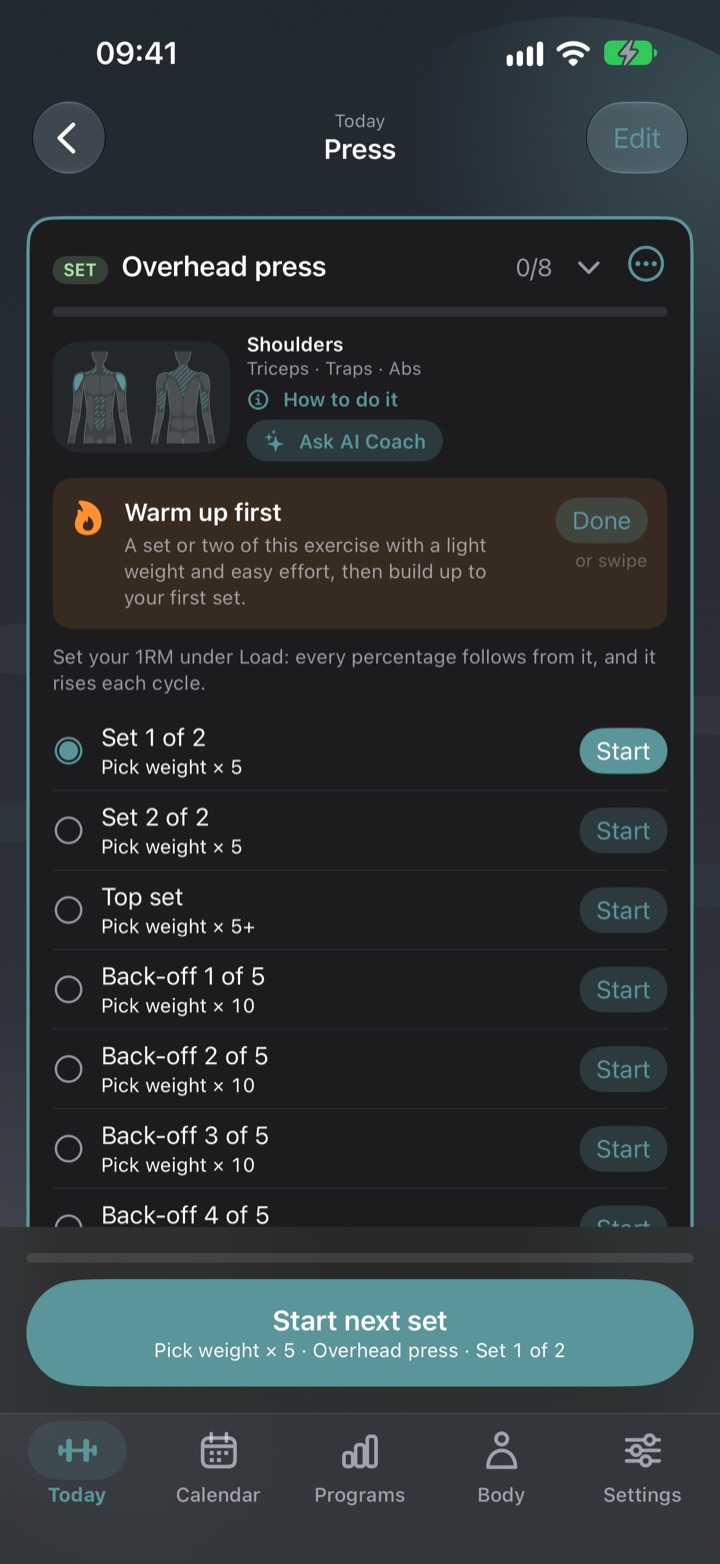 09:41
Today
Press
Edit
SET Overhead press 0/8
Shoulders
Triceps · Traps · Abs
How to do it
Ask AI Coach
Warm up first
Done
A set or two of this exercise with a light
weight and easy effort, then build up to
your first set.
or swipe
Set your 1RM under Load: every percentage follows from it, and it
rises each cycle.
Set 1 of 2
Pick weight × 5
Start
Set 2 of 2
Pick weight × 5
Start
Top set
Pick weight × 5+
Start
Back-off 1 of 5
Pick weight × 10
Start
Back-off 2 of 5
Pick weight × 10
Start
Back-off 3 of 5
Pick weight × 10
Start
Back-off 4 of 5
Start
Start next set
Pick weight × 5 · Overhead press · Set 1 of 2
Today
Calendar
Programs
Body
Settings